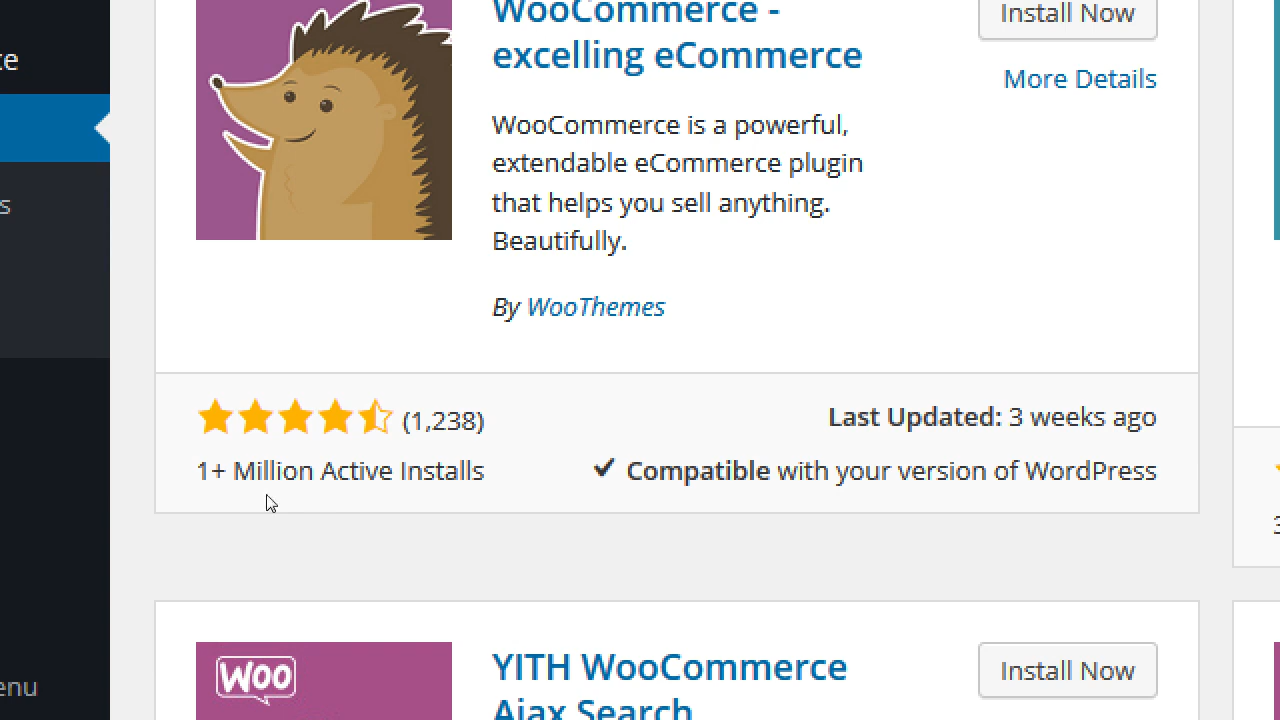 WooCommerce -
excelling eCommerce
Install Now
More Details
WooCommerce is a powerful,
extendable eCommerce plugin
that helps you sell anything.
Beautifully.
By WooThemes
(1,238)
Last Updated: 3 weeks ago
1+ Million Active Installs
Compatible with your version of WordPress
WOO
YITH WooCommerce
Ajax Search
Install Now